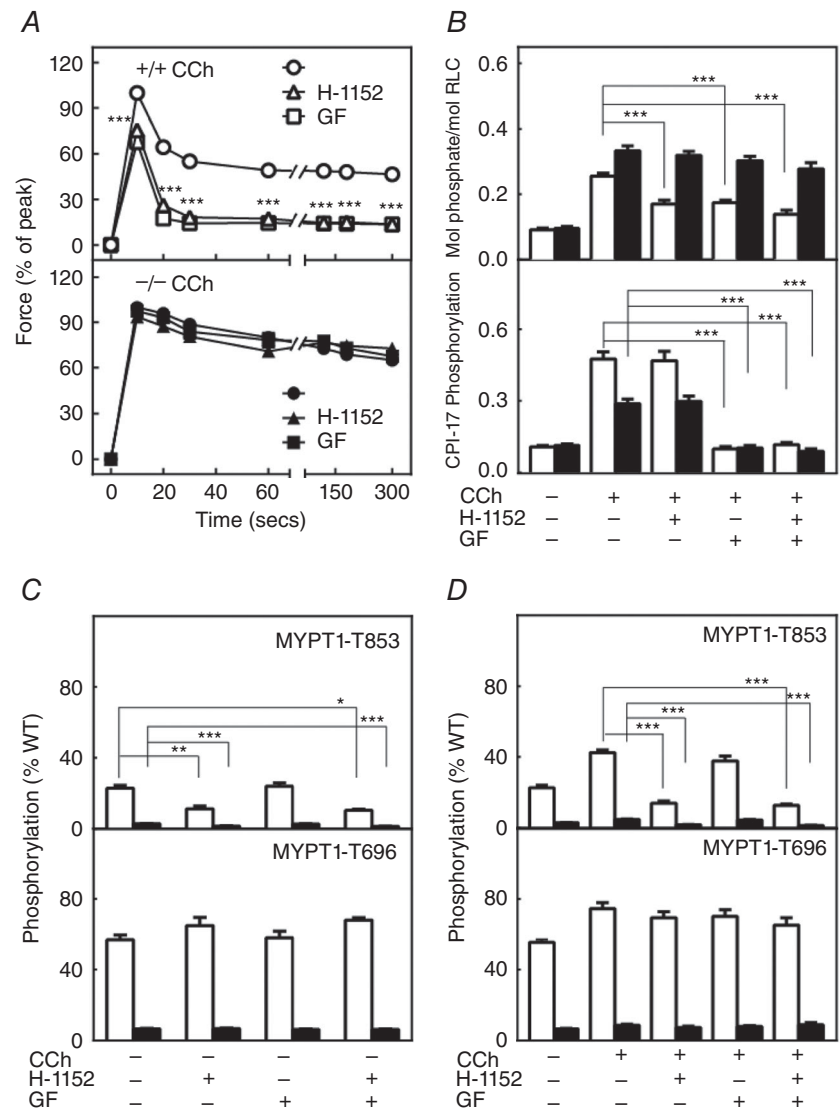 A
120
90
60
30
0
Force (% of peak)
+/+ CCh
H-1152
GF
***
***
***
***
*** ***
***
120
90
60
30
0
−/− CCh
H-1152
GF
0 20 40 60 150 300
Time (secs)
B
0.6
0.4
0.2
0.0
Mol phosphate/mol RLC
***
***
***
0.6
0.3
0.0
CPI-17 Phosphorylation
***
***
***
***
CCh − + + + +
H-1152 − − + − +
GF − − − + +
C
MYPT1-T853
80
40
0
Phosphorylation (% WT)
*
***
***
**
MYPT1-T696
80
40
0
CCh − − − −
H-1152 − + − +
GF − − + +
D
MYPT1-T853
80
40
0
Phosphorylation (% WT)
***
***
***
***
MYPT1-T696
80
40
0
CCh − + + + +
H-1152 − − + − +
GF − − − + +